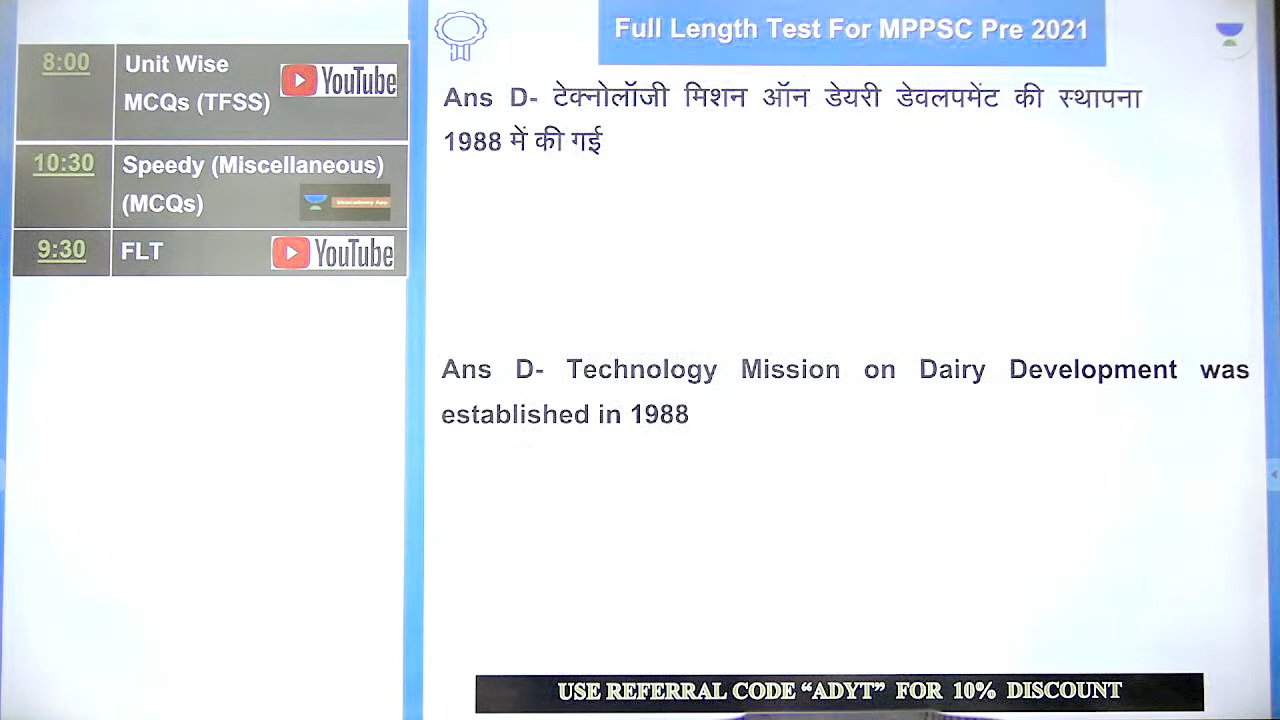 Full Length Test For MPPSC Pre 2021
8:00
Unit Wise
MCQs (TFSS)
YouTube
10:30
Speedy (Miscellaneous)
(MCQs)
Unacademy App
9:30
FLT
YouTube
Ans D- टेक्नोलॉजी मिशन ऑन डेयरी डेवलपमेंट की स्थापना
1988 में की गई
Ans D- Technology Mission on Dairy Development was
established in 1988
USE REFERRAL CODE “ADYT” FOR 10% DISCOUNT